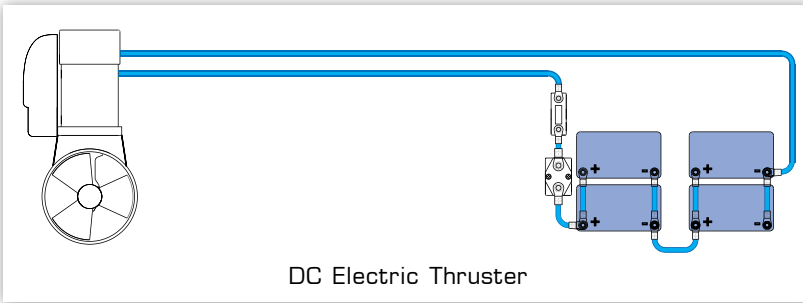 + - + -
+ - + -
DC Electric Thruster